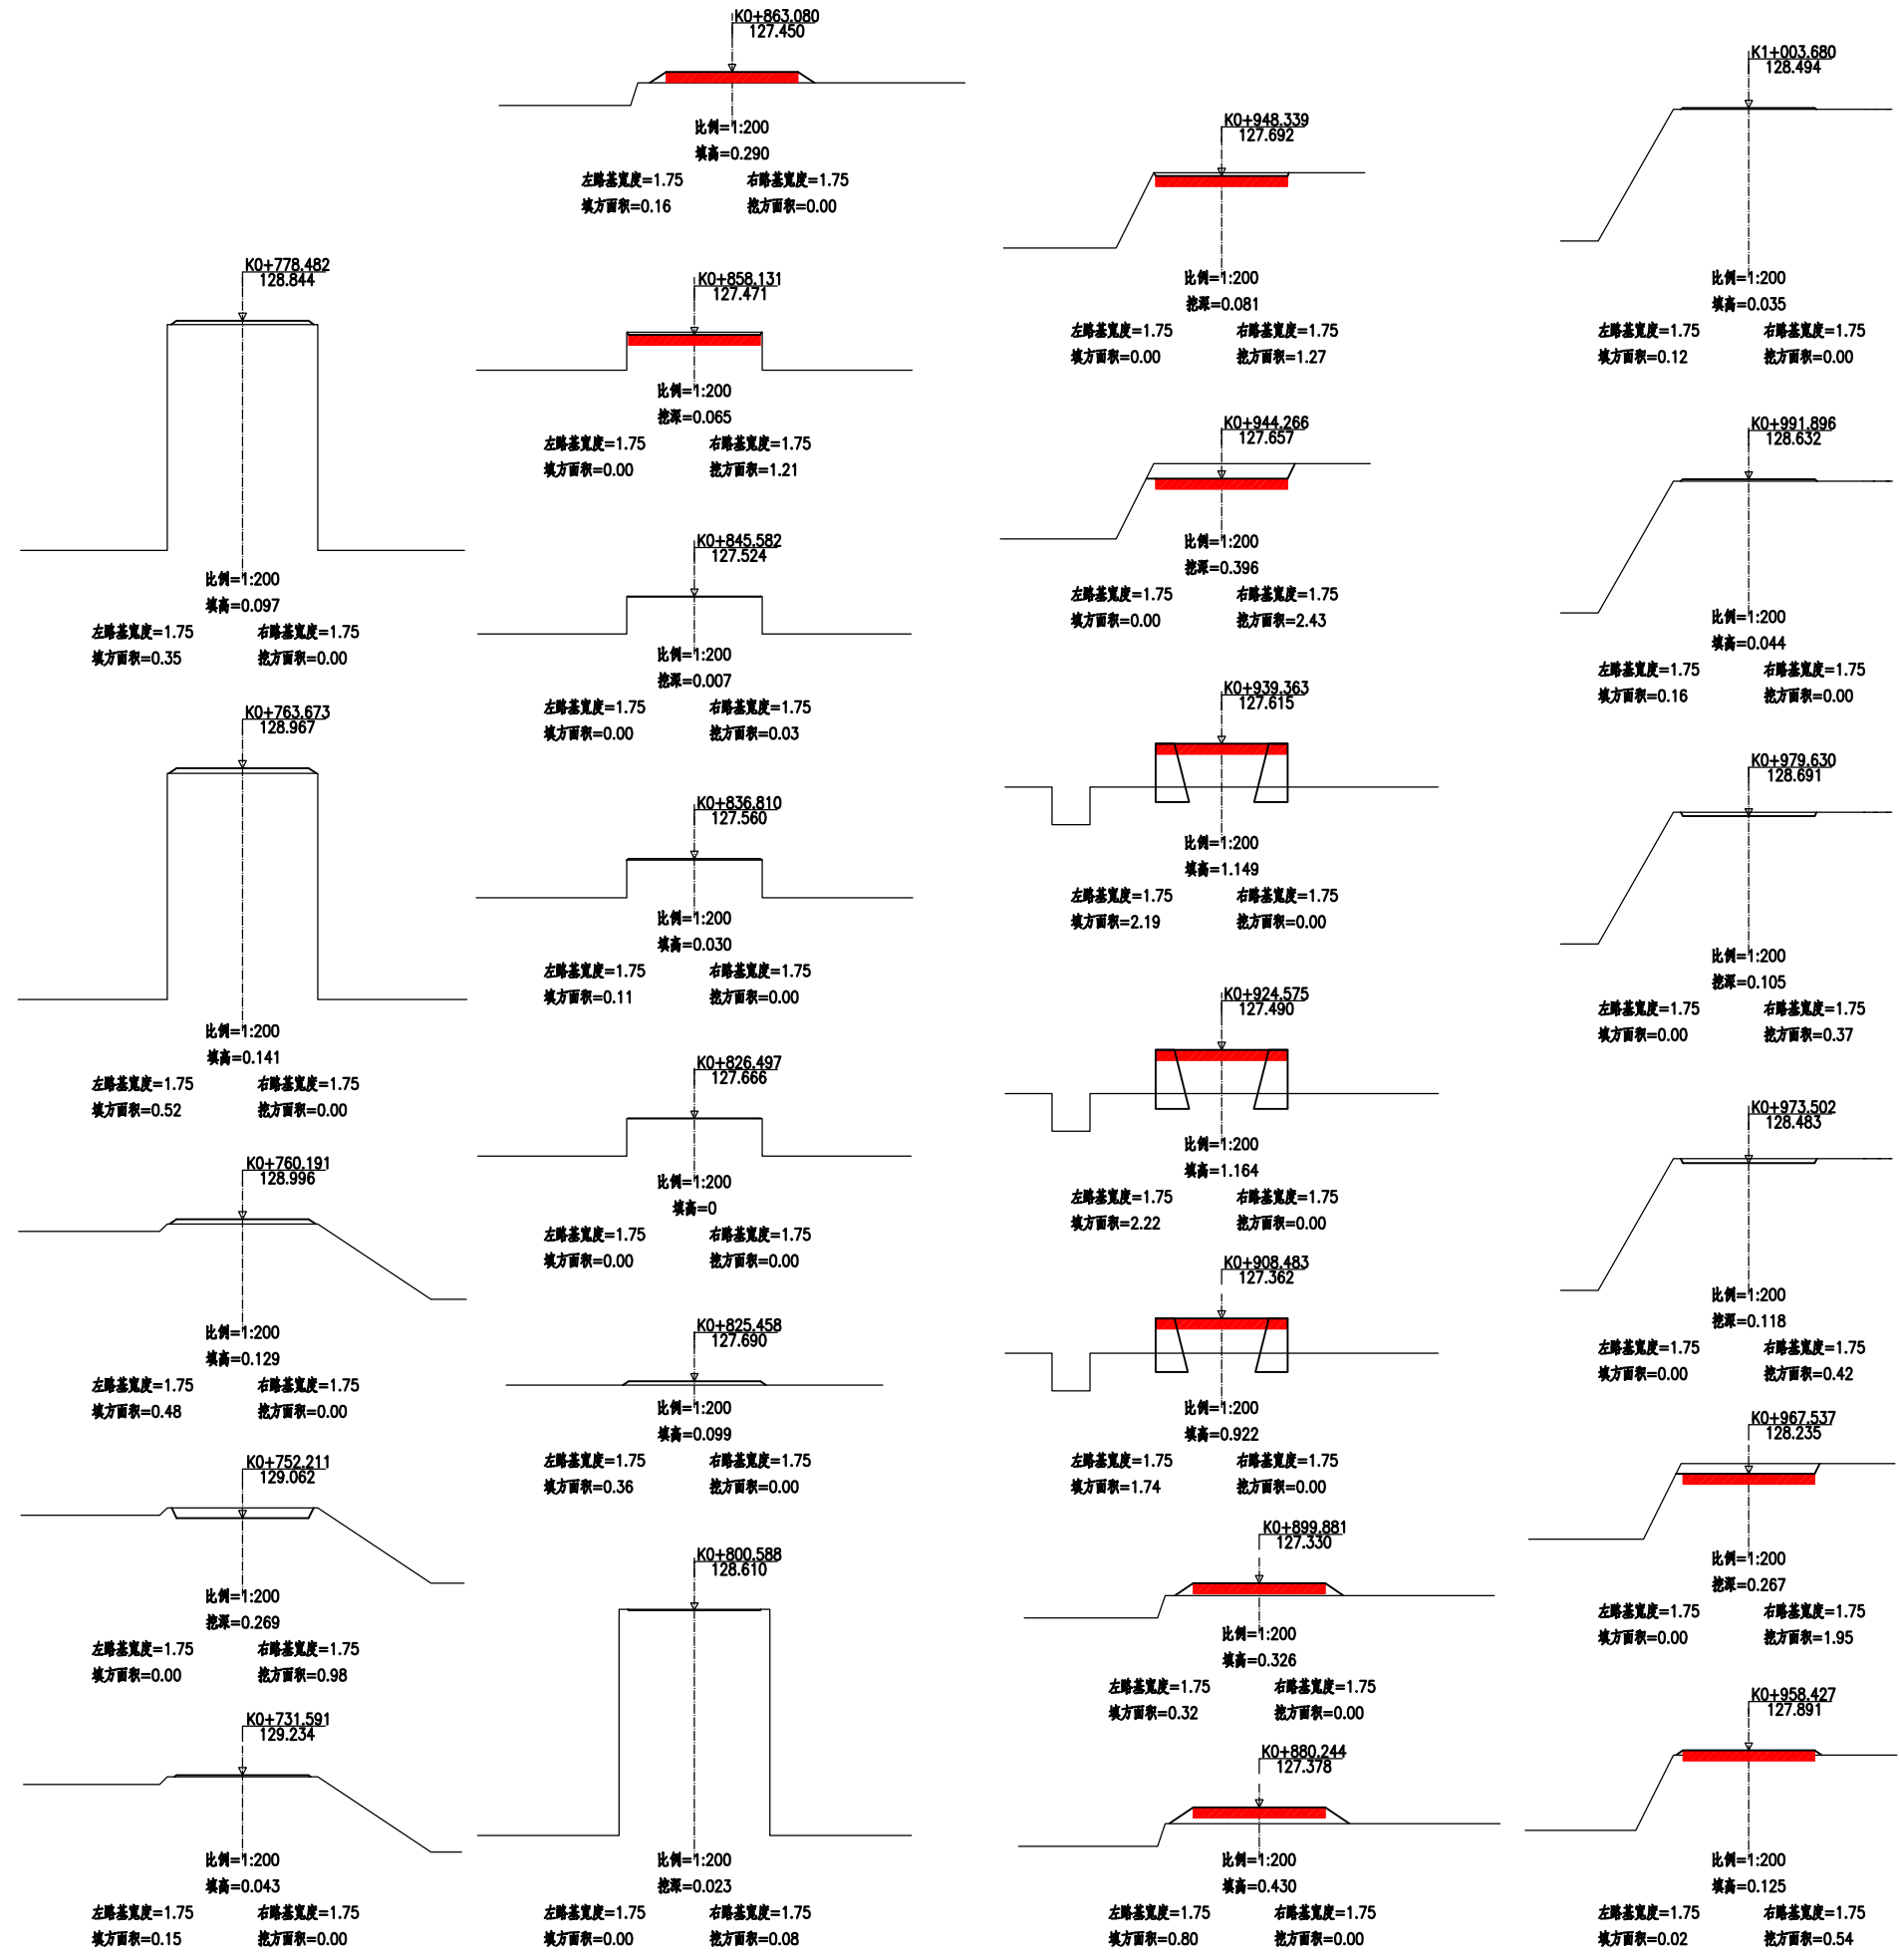 K0+778.482
128.844
比例=1:200
填高=0.097
左路基宽度=1.75 右路基宽度=1.75
填方面积=0.35 挖方面积=0.00
K0+763.673
128.967
比例=1:200
填高=0.141
左路基宽度=1.75 右路基宽度=1.75
填方面积=0.52 挖方面积=0.00
K0+760.191
128.996
比例=1:200
填高=0.129
左路基宽度=1.75 右路基宽度=1.75
填方面积=0.48 挖方面积=0.00
K0+752.211
129.062
比例=1:200
挖深=0.269
左路基宽度=1.75 右路基宽度=1.75
填方面积=0.00 挖方面积=0.98
K0+731.591
129.234
比例=1:200
填高=0.043
左路基宽度=1.75 右路基宽度=1.75
填方面积=0.15 挖方面积=0.00
K0+863.080
127.450
比例=1:200
填高=0.290
左路基宽度=1.75 右路基宽度=1.75
填方面积=0.16 挖方面积=0.00
K0+858.131
127.471
比例=1:200
挖深=0.065
左路基宽度=1.75 右路基宽度=1.75
填方面积=0.00 挖方面积=1.21
K0+845.582
127.524
比例=1:200
挖深=0.007
左路基宽度=1.75 右路基宽度=1.75
填方面积=0.00 挖方面积=0.03
K0+836.810
127.560
比例=1:200
填高=0.030
左路基宽度=1.75 右路基宽度=1.75
填方面积=0.11 挖方面积=0.00
K0+826.497
127.666
比例=1:200
填高=0
左路基宽度=1.75 右路基宽度=1.75
填方面积=0.00 挖方面积=0.00
K0+825.458
127.690
比例=1:200
填高=0.099
左路基宽度=1.75 右路基宽度=1.75
填方面积=0.36 挖方面积=0.00
K0+800.588
128.610
比例=1:200
挖深=0.023
左路基宽度=1.75 右路基宽度=1.75
填方面积=0.00 挖方面积=0.08
K0+948.339
127.692
比例=1:200
挖深=0.081
左路基宽度=1.75 右路基宽度=1.75
填方面积=0.00 挖方面积=1.27
K0+944.266
127.657
比例=1:200
挖深=0.396
左路基宽度=1.75 右路基宽度=1.75
填方面积=0.00 挖方面积=2.43
K0+939.363
127.615
比例=1:200
填高=1.149
左路基宽度=1.75 右路基宽度=1.75
填方面积=2.19 挖方面积=0.00
K0+924.575
127.490
比例=1:200
填高=1.164
左路基宽度=1.75 右路基宽度=1.75
填方面积=2.22 挖方面积=0.00
K0+908.483
127.362
比例=1:200
填高=0.922
左路基宽度=1.75 右路基宽度=1.75
填方面积=1.74 挖方面积=0.00
K0+899.881
127.330
比例=1:200
填高=0.326
左路基宽度=1.75 右路基宽度=1.75
填方面积=0.32 挖方面积=0.00
K0+880.244
127.378
比例=1:200
填高=0.430
左路基宽度=1.75 右路基宽度=1.75
填方面积=0.80 挖方面积=0.00
K1+003.680
128.494
比例=1:200
填高=0.035
左路基宽度=1.75 右路基宽度=1.75
填方面积=0.12 挖方面积=0.00
K0+991.896
128.632
比例=1:200
填高=0.044
左路基宽度=1.75 右路基宽度=1.75
填方面积=0.16 挖方面积=0.00
K0+979.630
128.691
比例=1:200
挖深=0.105
左路基宽度=1.75 右路基宽度=1.75
填方面积=0.00 挖方面积=0.37
K0+973.502
128.483
比例=1:200
挖深=0.118
左路基宽度=1.75 右路基宽度=1.75
填方面积=0.00 挖方面积=0.42
K0+967.537
128.235
比例=1:200
挖深=0.267
左路基宽度=1.75 右路基宽度=1.75
填方面积=0.00 挖方面积=1.95
K0+958.427
127.891
比例=1:200
填高=0.125
左路基宽度=1.75 右路基宽度=1.75
填方面积=0.02 挖方面积=0.54